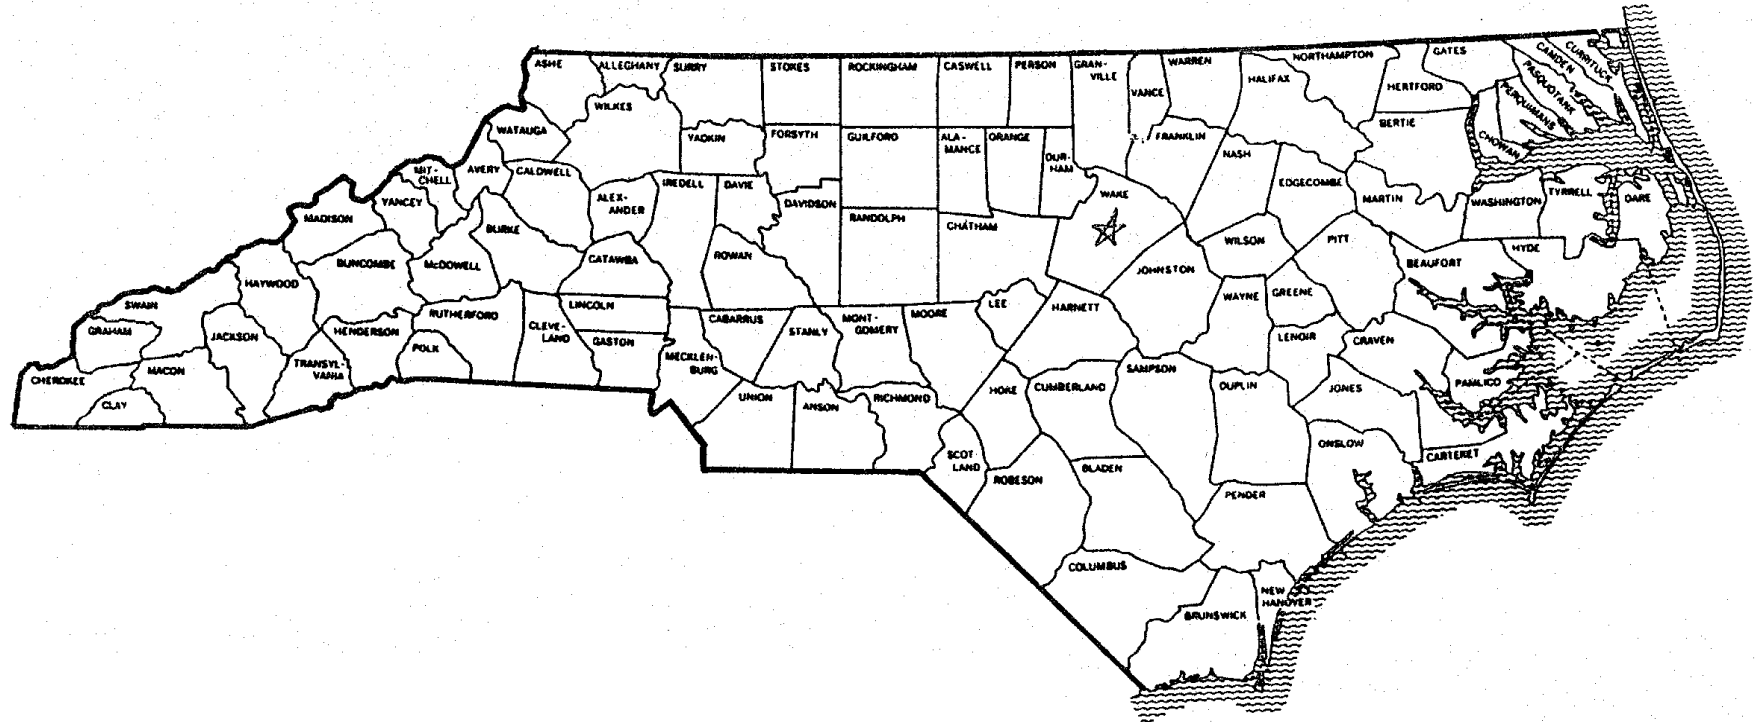 ASHE
ALLEGHANY
SURRY
STOKES
ROCKINGHAM
CASWELL
PERSON
GRAN-
VILLE
VANCE
WARREN
NORTHAMPTON
HALIFAX
GATES
HERTFORD
CURRITUCK
CAMDEN
PASQUOTANK
PERQUIMANS
CHOWAN
BERTIE
WATAUGA
WILKES
YADKIN
FORSYTH
GUILFORD
ALA-
MANCE
ORANGE
DUR-
HAM
FRANKLIN
NASH
EDGECOMBE
MARTIN
WASHINGTON
TYRRELL
DARE
MIT-
CHELL
AVERY
CALDWELL
ALEX-
ANDER
IREDELL
DAVIE
DAVIDSON
RANDOLPH
CHATHAM
WAKE
WILSON
PITT
BEAUFORT
HYDE
MADISON
YANCEY
BURKE
McDOWELL
CATAWBA
ROWAN
JOHNSTON
BUNCOMBE
HAYWOOD
SWAIN
GRAHAM
JACKSON
HENDERSON
RUTHERFORD
CLEVE-
LAND
LINCOLN
GASTON
CABARRUS
STANLY
MONT-
GOMERY
MOORE
LEE
HARNETT
WAYNE
GREENE
LENOIR
CRAVEN
PAMLICO
CHEROKEE
CLAY
MACON
TRANSYL-
VANIA
POLK
MECKLEN-
BURG
UNION
ANSON
RICHMOND
HOKE
CUMBERLAND
SAMPSON
DUPLIN
JONES
ONSLOW
CARTERET
SCOT-
LAND
ROBESON
BLADEN
PENDER
COLUMBUS
BRUNSWICK
NEW
HANOVER